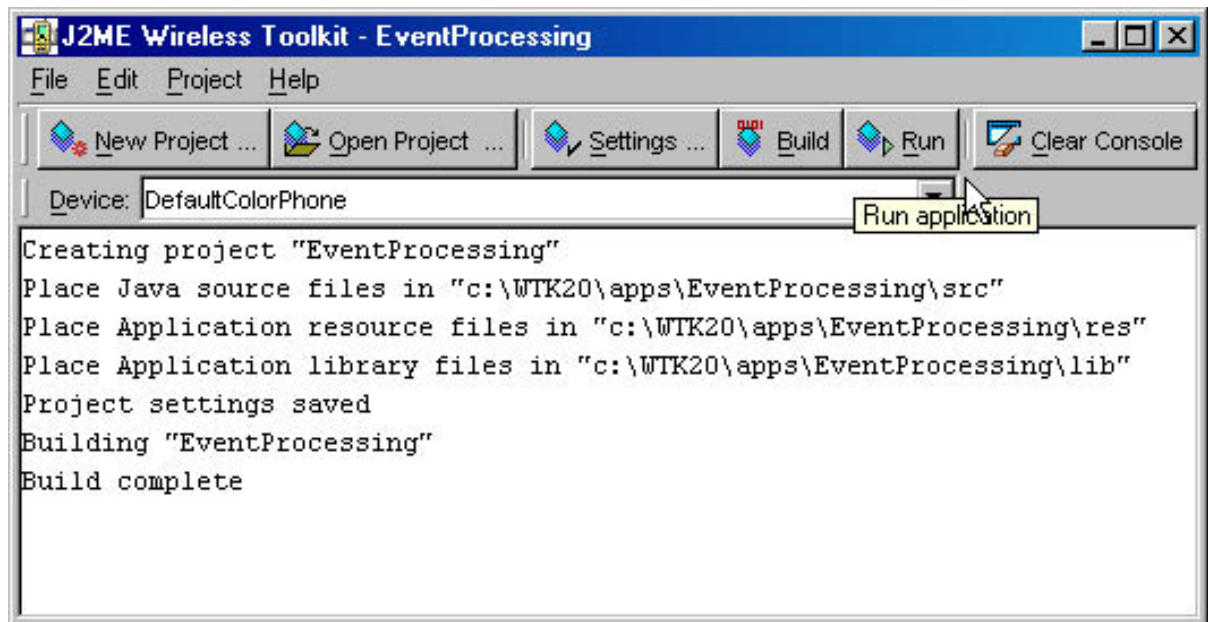 J2ME Wireless Toolkit - EventProcessing
File Edit Project Help
New Project ... Open Project ... Settings ... Build Run Clear Console
Device: DefaultColorPhone
Run application
Creating project "EventProcessing"
Place Java source files in "c:\WTK20\apps\EventProcessing\src"
Place Application resource files in "c:\WTK20\apps\EventProcessing\res"
Place Application library files in "c:\WTK20\apps\EventProcessing\lib"
Project settings saved
Building "EventProcessing"
Build complete